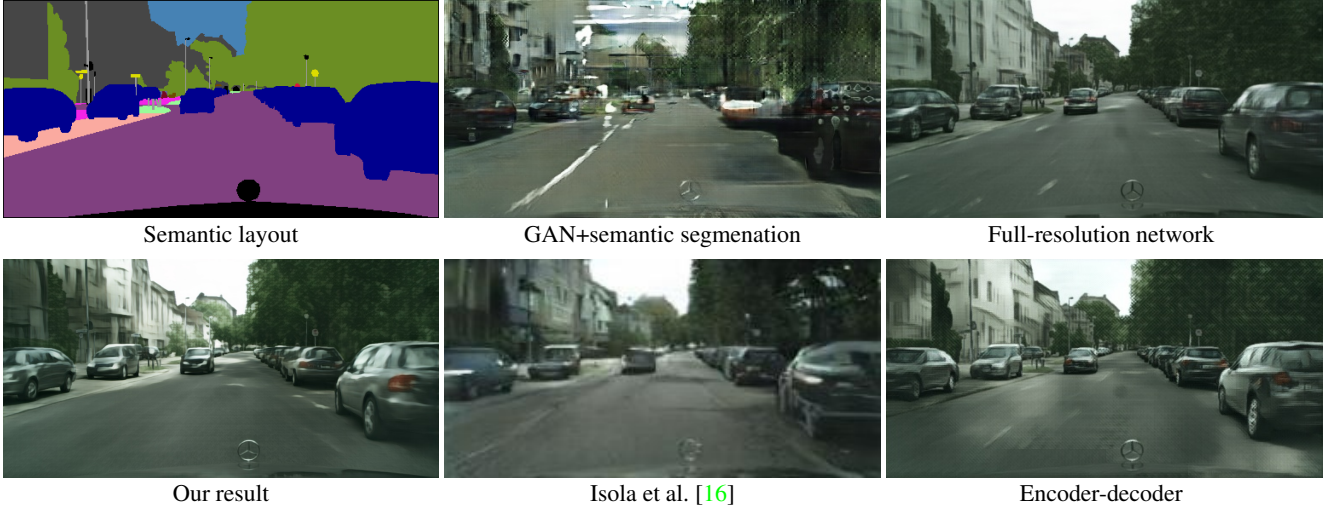 Semantic layout
GAN+semantic segmenation
Full-resolution network
Our result
Isola et al. [16]
Encoder-decoder